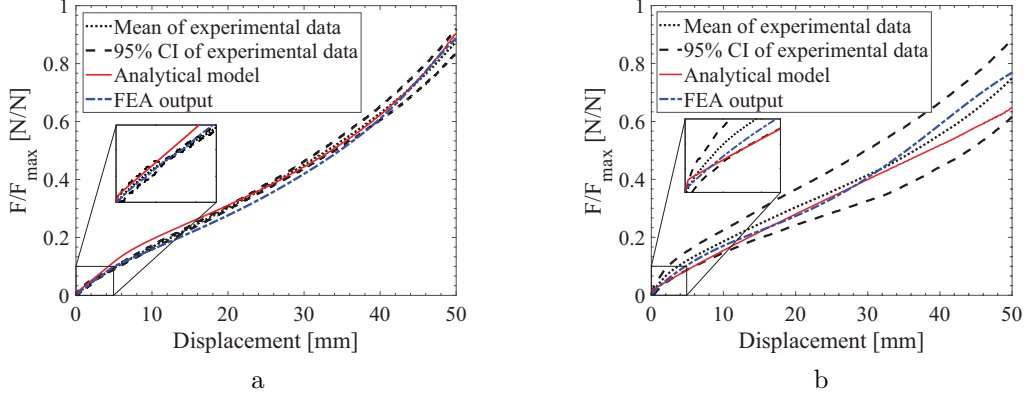 F/F_max [N/N]
1
0.8
0.6
0.4
0.2
0
Mean of experimental data
95% CI of experimental data
Analytical model
FEA output
0 10 20 30 40 50
Displacement [mm]
a
F/F_max [N/N]
1
0.8
0.6
0.4
0.2
0
Mean of experimental data
95% CI of experimental data
Analytical model
FEA output
0 10 20 30 40 50
Displacement [mm]
b